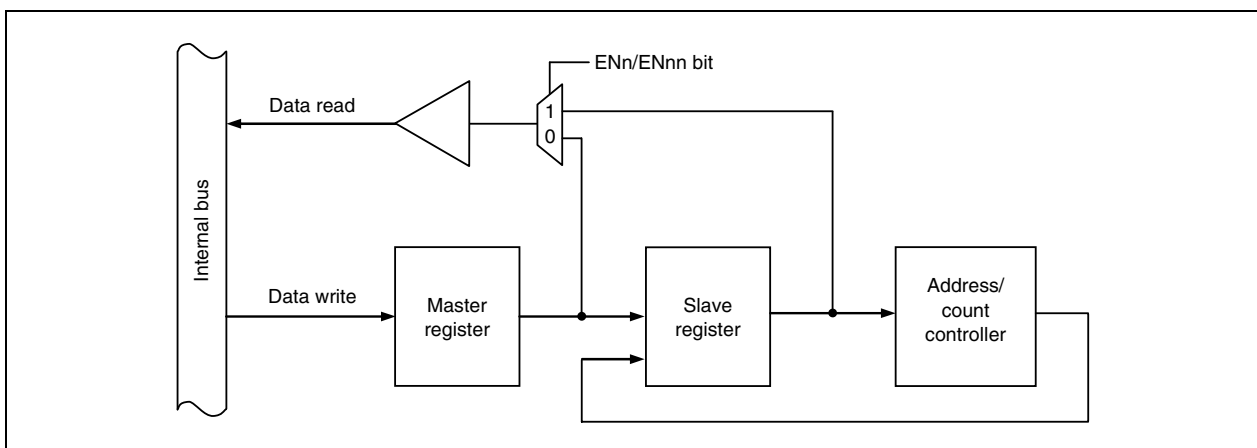 ENn/ENnn bit
Data read
1
0
Internal bus
Data write
Master
register
Slave
register
Address/
count
controller